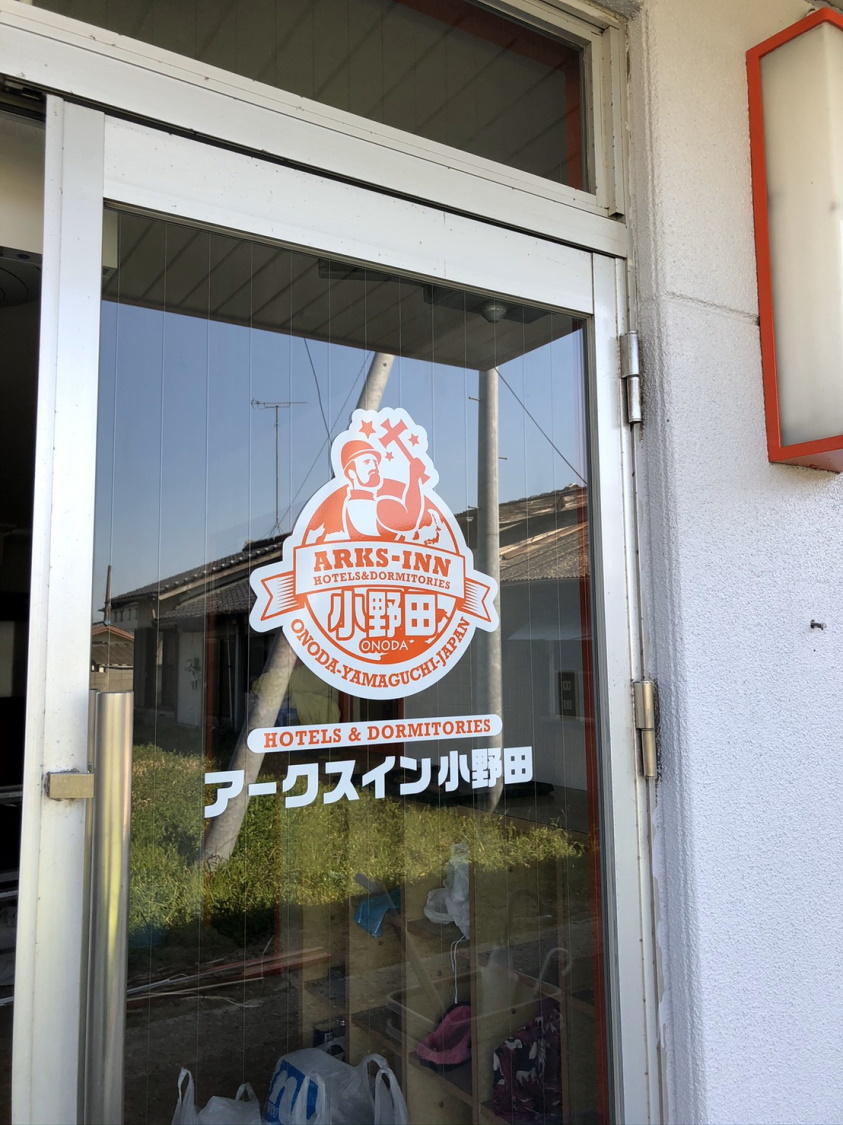 ARKS-INN
HOTELS&DORMITORIES
小野田
ONODA
ONODA-YAMAGUCHI-JAPAN
HOTELS & DORMITORIES
アークスイン小野田